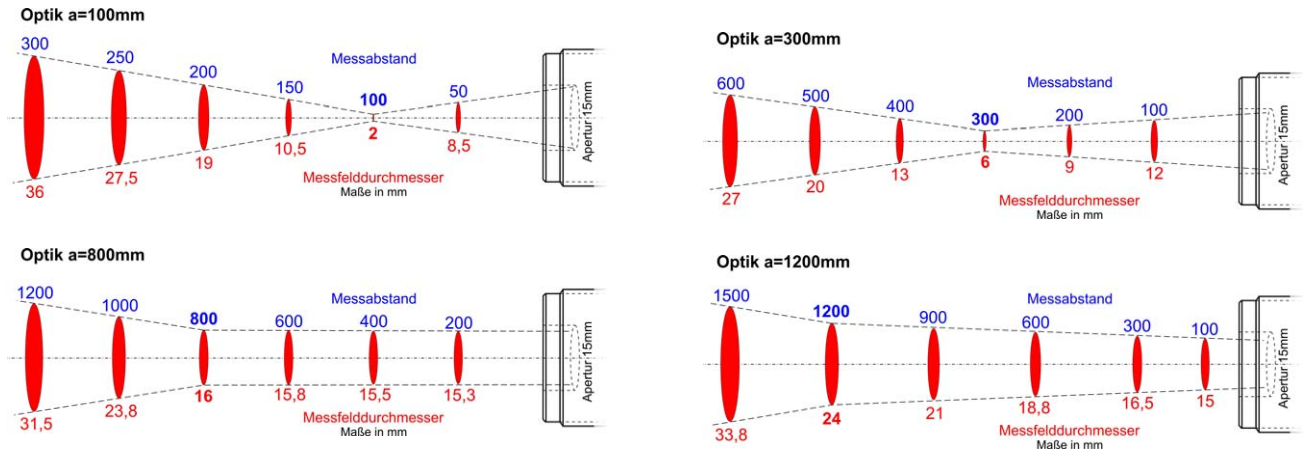 Optik a=100mm
300
250
200
150
100
50
Messabstand
36
27,5
19
10,5
2
8,5
Messfelddurchmesser
Maße in mm
Apertur 15mm
Optik a=300mm
600
500
400
300
200
100
Messabstand
27
20
13
6
9
12
Messfelddurchmesser
Maße in mm
Apertur 15mm
Optik a=800mm
1200
1000
800
600
400
200
Messabstand
31,5
23,8
16
15,8
15,5
15,3
Messfelddurchmesser
Maße in mm
Apertur 15mm
Optik a=1200mm
1500
1200
900
600
300
100
Messabstand
33,8
24
21
18,8
16,5
15
Messfelddurchmesser
Maße in mm
Apertur 15mm